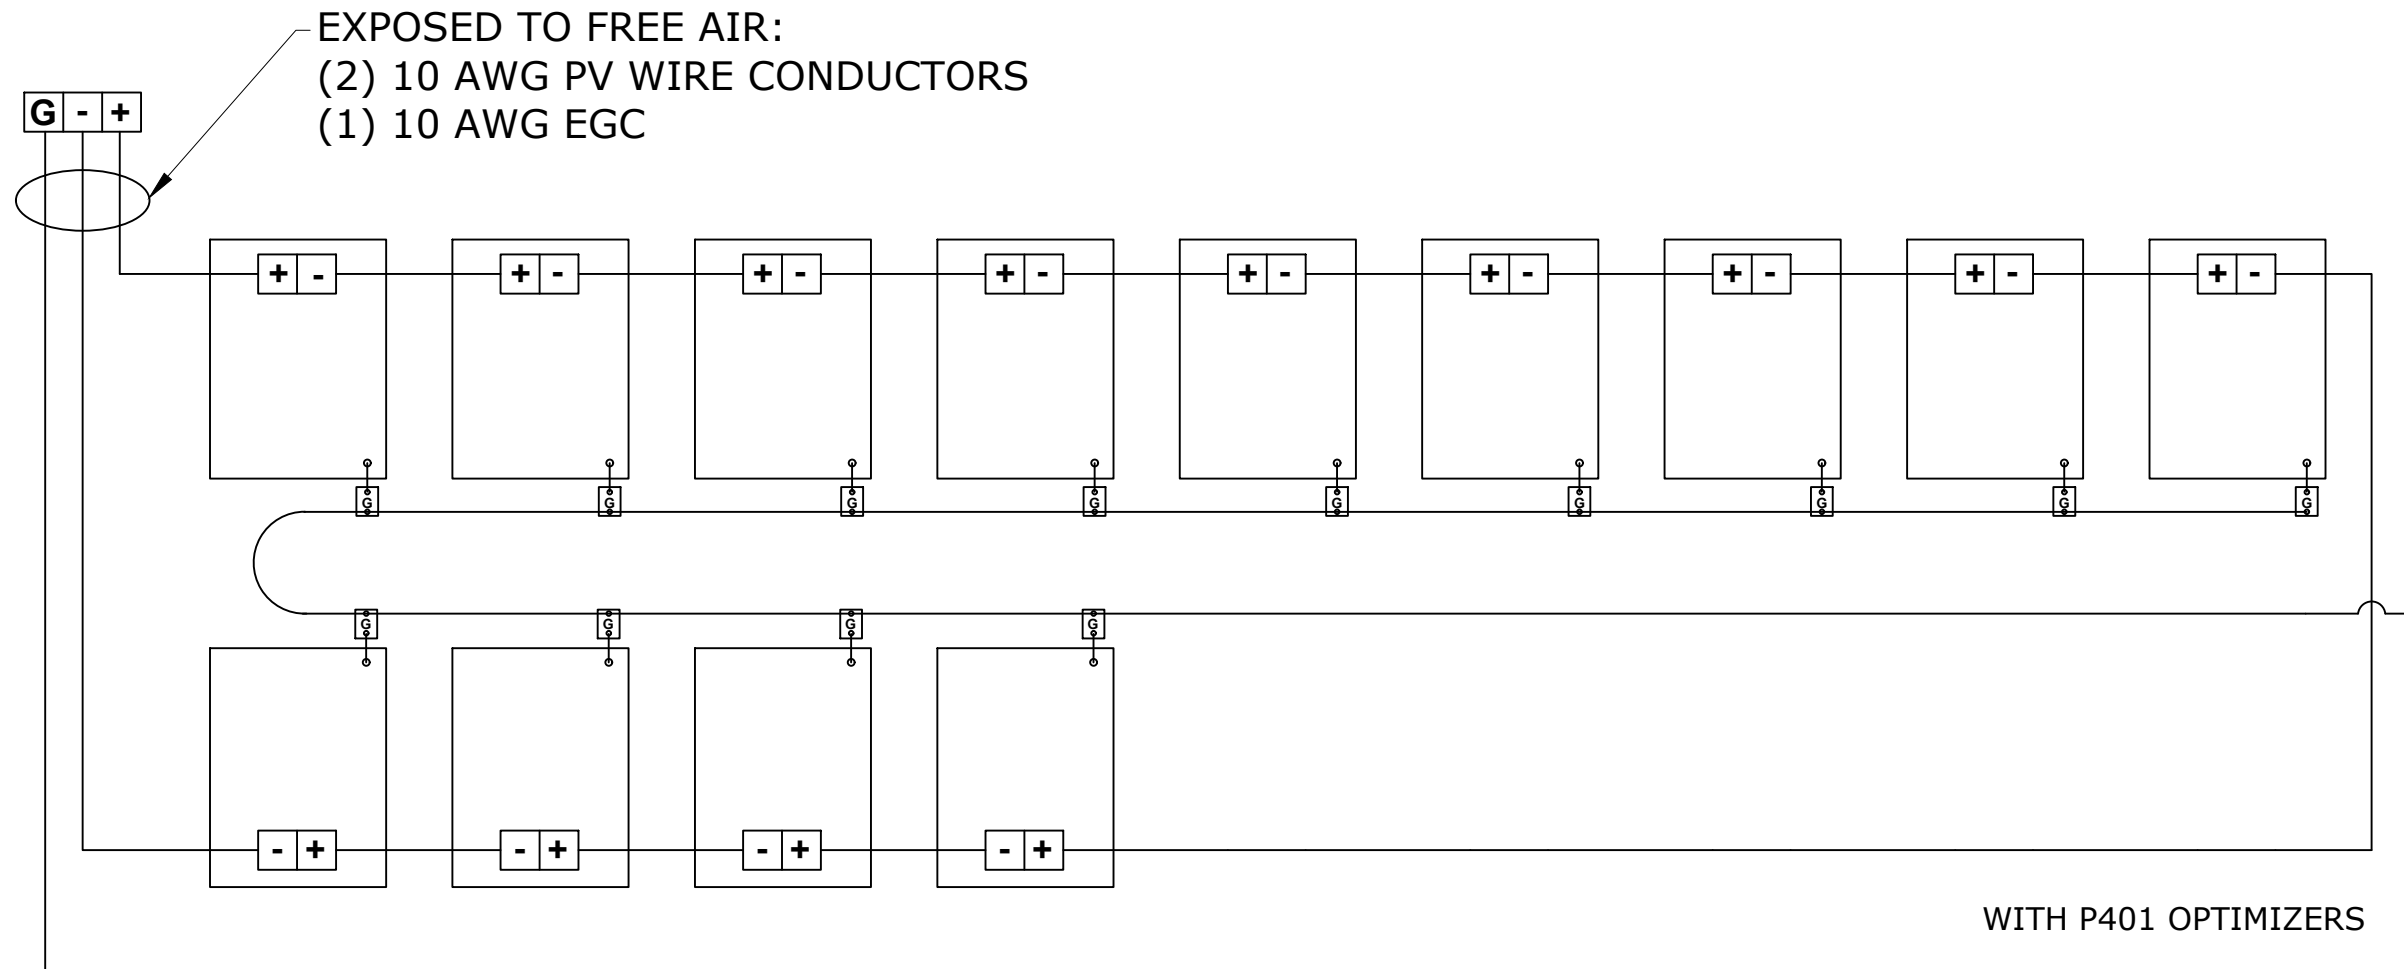 EXPOSED TO FREE AIR:
(2) 10 AWG PV WIRE CONDUCTORS
(1) 10 AWG EGC
G - +
+ - + - + - + - + - + - + - + - + -
G G G G G G G G G
G G G G
- + - + - + - +
WITH P401 OPTIMIZERS